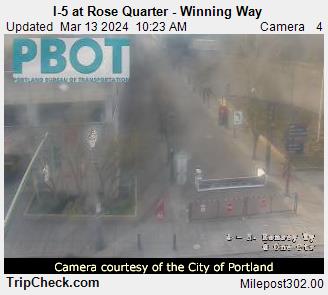 I-5 at Rose Quarter - Winning Way
Updated Mar 13 2024 10:23 AM Camera 4
PBOT
PORTLAND BUREAU OF TRANSPORTATION
Camera courtesy of the City of Portland
TripCheck.com Milepost302.00